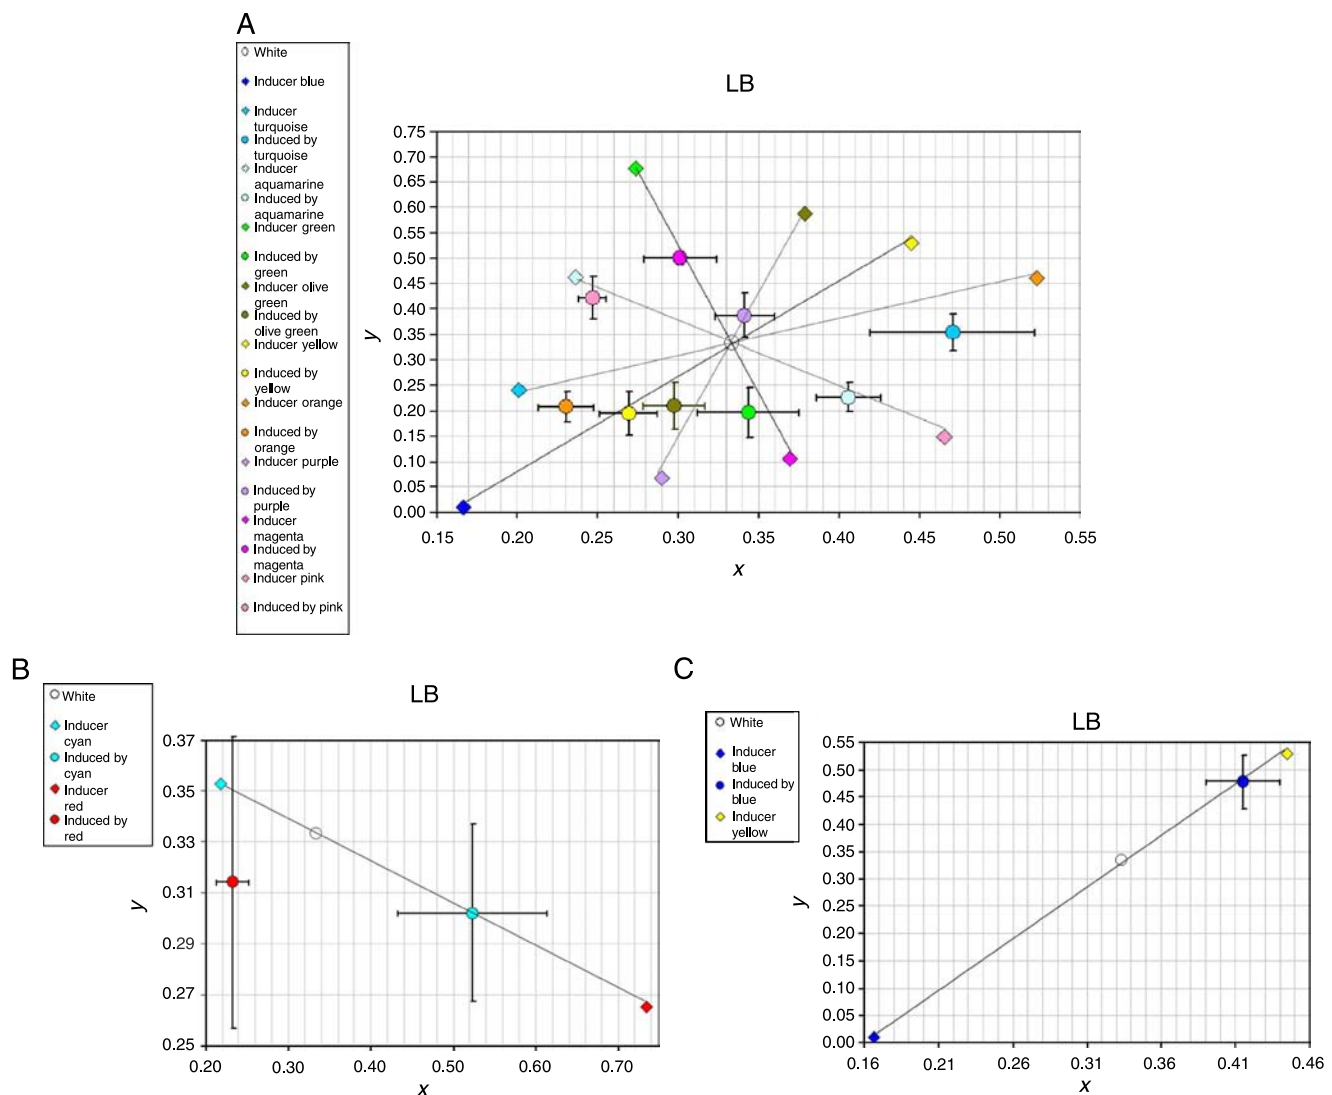 A
White
Inducer blue
Inducer
turquoise
Induced by
turquoise
Inducer
aquamarine
Induced by
aquamarine
Inducer green
Induced by
green
Inducer olive
green
Induced by
olive green
Inducer yellow
Induced by
yellow
Inducer orange
Induced by
orange
Inducer purple
Induced by
purple
Inducer
magenta
Induced by
magenta
Inducer pink
Induced by pink
LB
0.75
0.70
0.65
0.60
0.55
0.50
0.45
0.40
0.35
0.30
0.25
0.20
0.15
0.10
0.05
0.00
y
0.15 0.20 0.25 0.30 0.35 0.40 0.45 0.50 0.55
x
B
White
Inducer
cyan
Induced by
cyan
Inducer
red
Induced by
red
LB
0.37
0.35
0.33
0.31
0.29
0.27
0.25
y
0.20 0.30 0.40 0.50 0.60 0.70
x
C
White
Inducer
blue
Induced by
blue
Inducer
yellow
LB
0.55
0.50
0.45
0.40
0.35
0.30
0.25
0.20
0.15
0.10
0.05
0.00
y
0.16 0.21 0.26 0.31 0.36 0.41 0.46
x